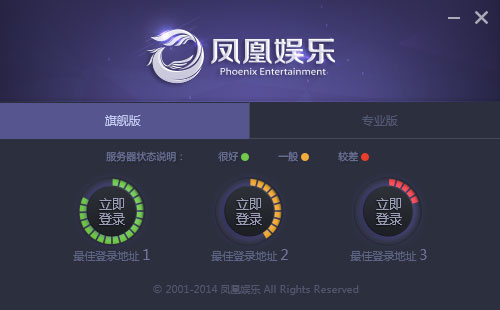 凤凰娱乐
Phoenix Entertainment
旗舰版 专业版
服务器状态说明： 很好 一般 较差
立即 立即 立即
登录 登录 登录
最佳登录地址 1 最佳登录地址 2 最佳登录地址 3
© 2001-2014 凤凰娱乐 All Rights Reserved